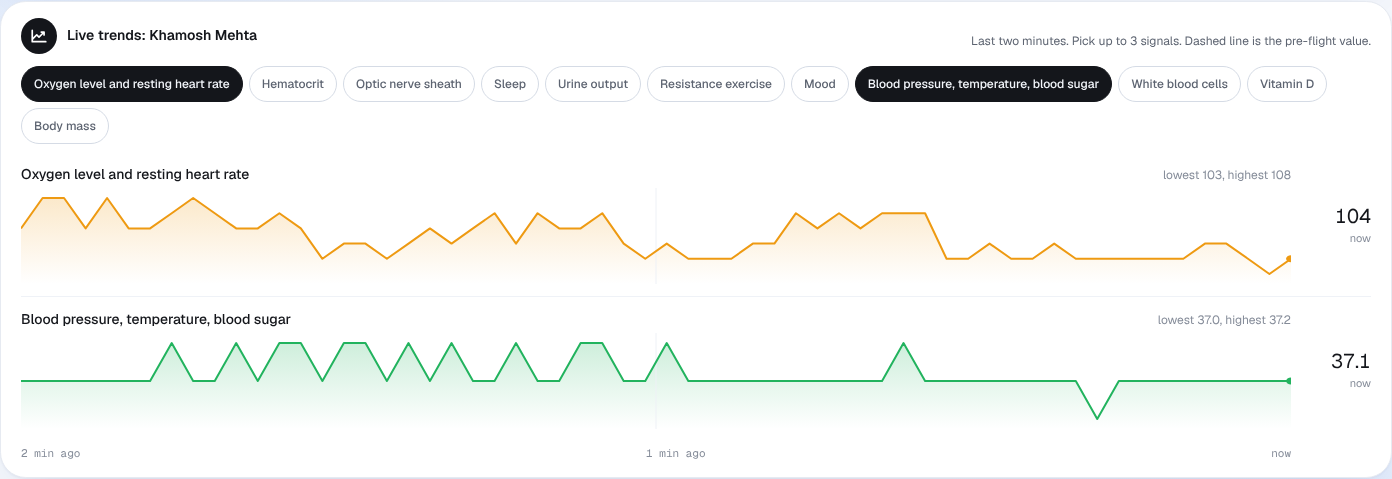 Live trends: Khamosh Mehta
Last two minutes. Pick up to 3 signals. Dashed line is the pre-flight value.
Oxygen level and resting heart rate
Hematocrit
Optic nerve sheath
Sleep
Urine output
Resistance exercise
Mood
Blood pressure, temperature, blood sugar
White blood cells
Vitamin D
Body mass
Oxygen level and resting heart rate
lowest 103, highest 108
104
now
Blood pressure, temperature, blood sugar
lowest 37.0, highest 37.2
37.1
now
2 min ago
1 min ago
now